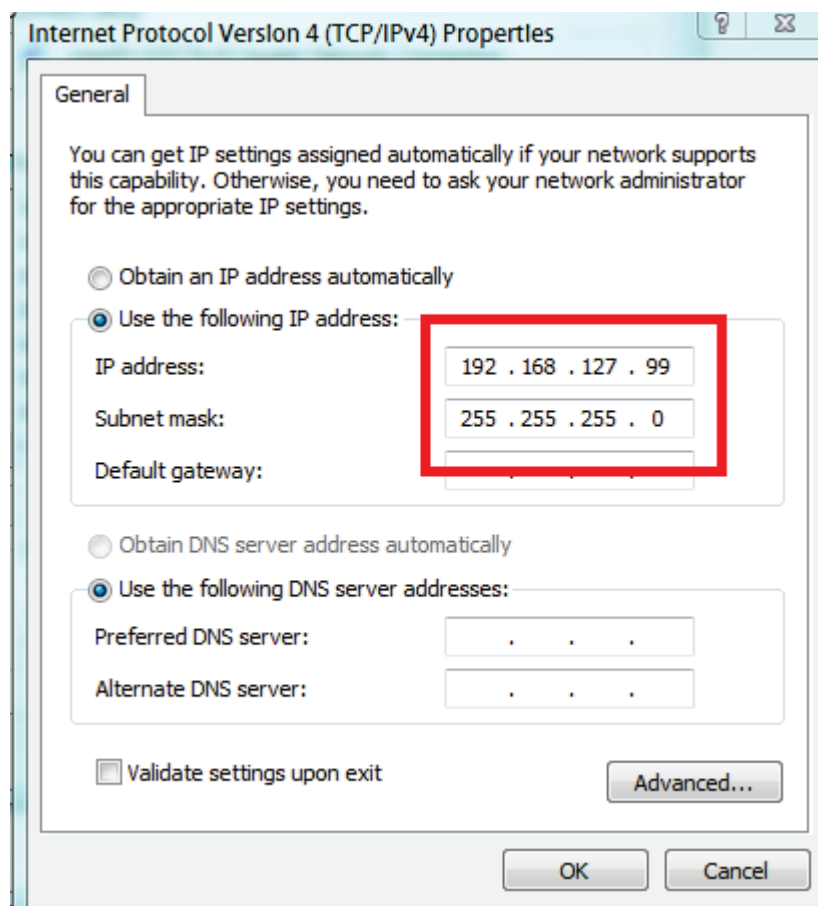 Internet Protocol Version 4 (TCP/IPv4) Properties
General
You can get IP settings assigned automatically if your network supports
this capability. Otherwise, you need to ask your network administrator
for the appropriate IP settings.
Obtain an IP address automatically
Use the following IP address:
IP address: 192 . 168 . 127 . 99
Subnet mask: 255 . 255 . 255 . 0
Default gateway: . . .
Obtain DNS server address automatically
Use the following DNS server addresses:
Preferred DNS server: . . .
Alternate DNS server: . . .
Validate settings upon exit
Advanced...
OK Cancel